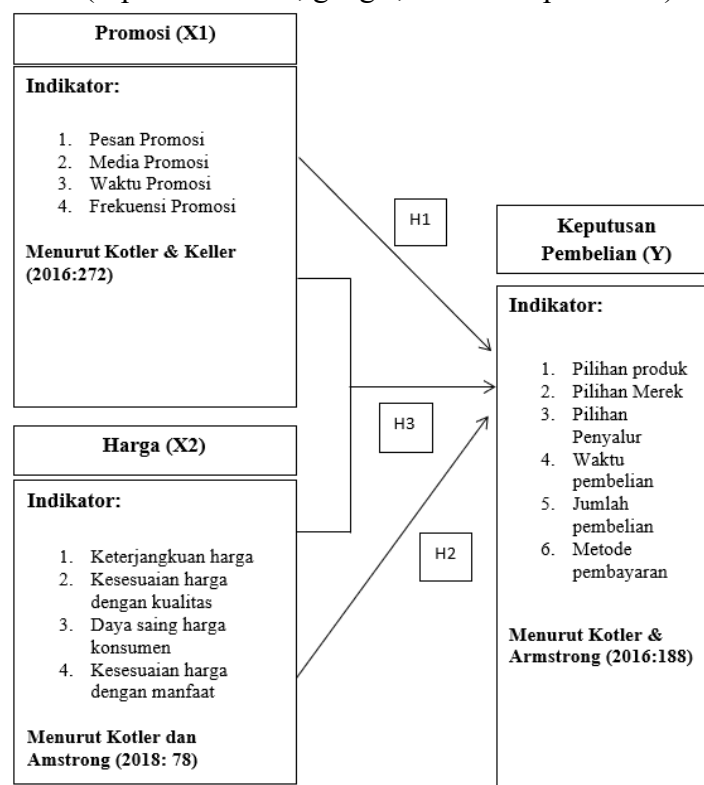 Promosi (X1)
Indikator:
1. Pesan Promosi
2. Media Promosi
3. Waktu Promosi
4. Frekuensi Promosi
Menurut Kotler & Keller
(2016:272)
H1
Keputusan
Pembelian (Y)
Indikator:
1. Pilihan produk
2. Pilihan Merek
3. Pilihan
Penyalur
4. Waktu
pembelian
5. Jumlah
pembelian
6. Metode
pembayaran
Menurut Kotler &
Armstrong (2016:188)
H3
Harga (X2)
Indikator:
1. Keterjangkuan harga
2. Kesesuaian harga
dengan kualitas
3. Daya saing harga
konsumen
4. Kesesuaian harga
dengan manfaat
Menurut Kotler dan
Amstrong (2018: 78)
H2